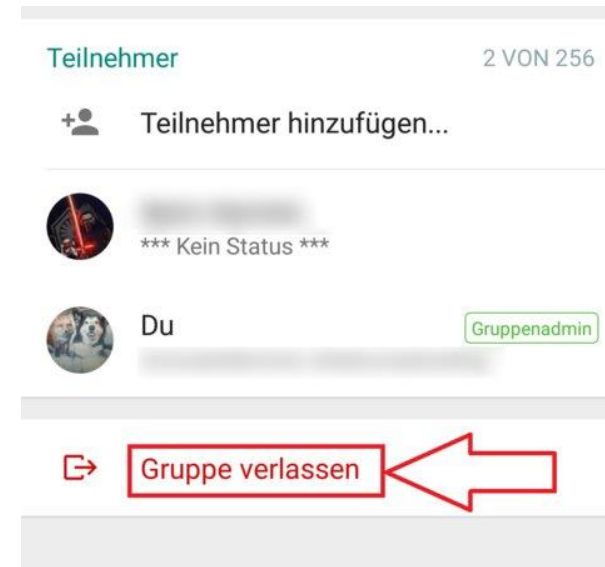 Teilnehmer 2 VON 256
Teilnehmer hinzufügen...
*** Kein Status ***
Du
Gruppenadmin
Gruppe verlassen